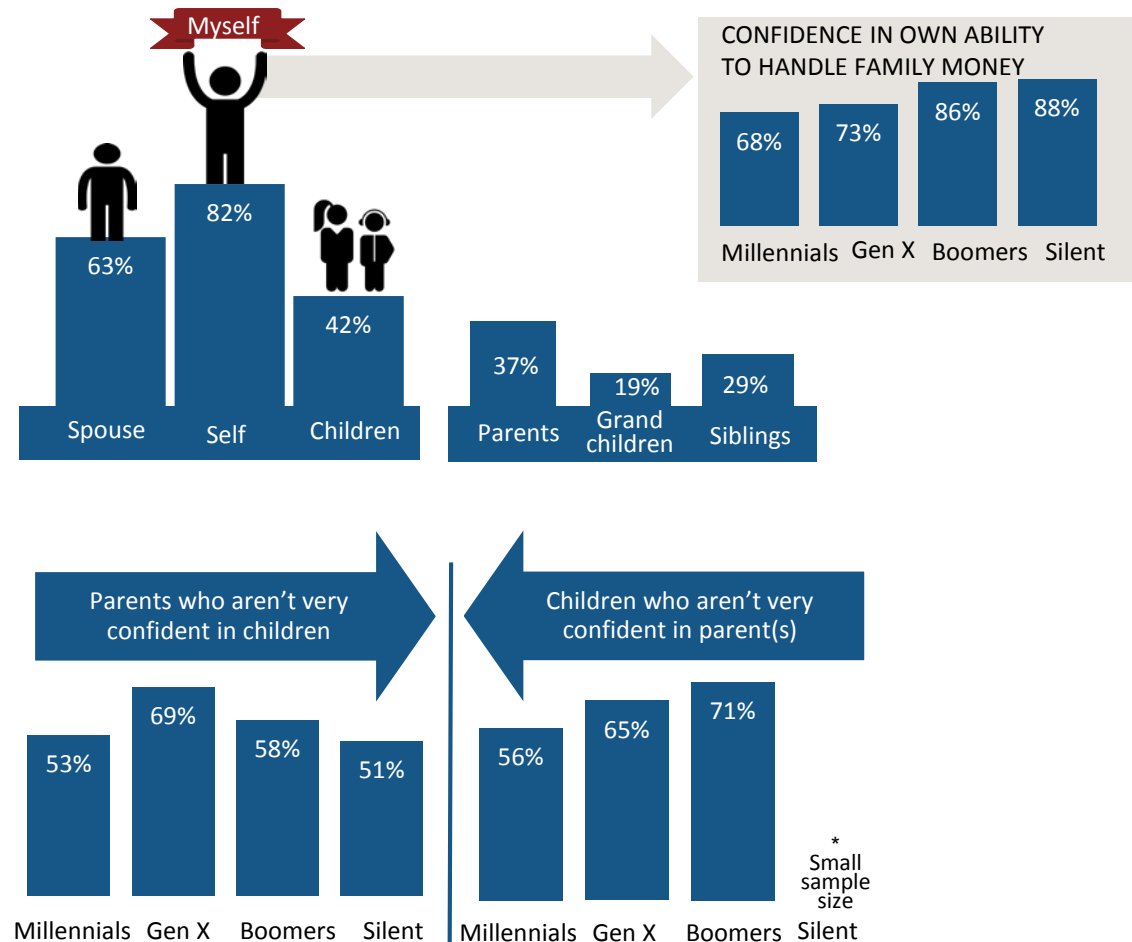 Myself
CONFIDENCE IN OWN ABILITY
TO HANDLE FAMILY MONEY
68%
73%
86%
88%
Millennials
Gen X
Boomers
Silent
63%
82%
42%
Spouse
Self
Children
37%
19%
29%
Parents
Grand
children
Siblings
Parents who aren’t very
confident in children
53%
69%
58%
51%
Millennials
Gen X
Boomers
Silent
Children who aren’t very
confident in parent(s)
56%
65%
71%
*
Small
sample
size
Millennials
Gen X
Boomers
Silent